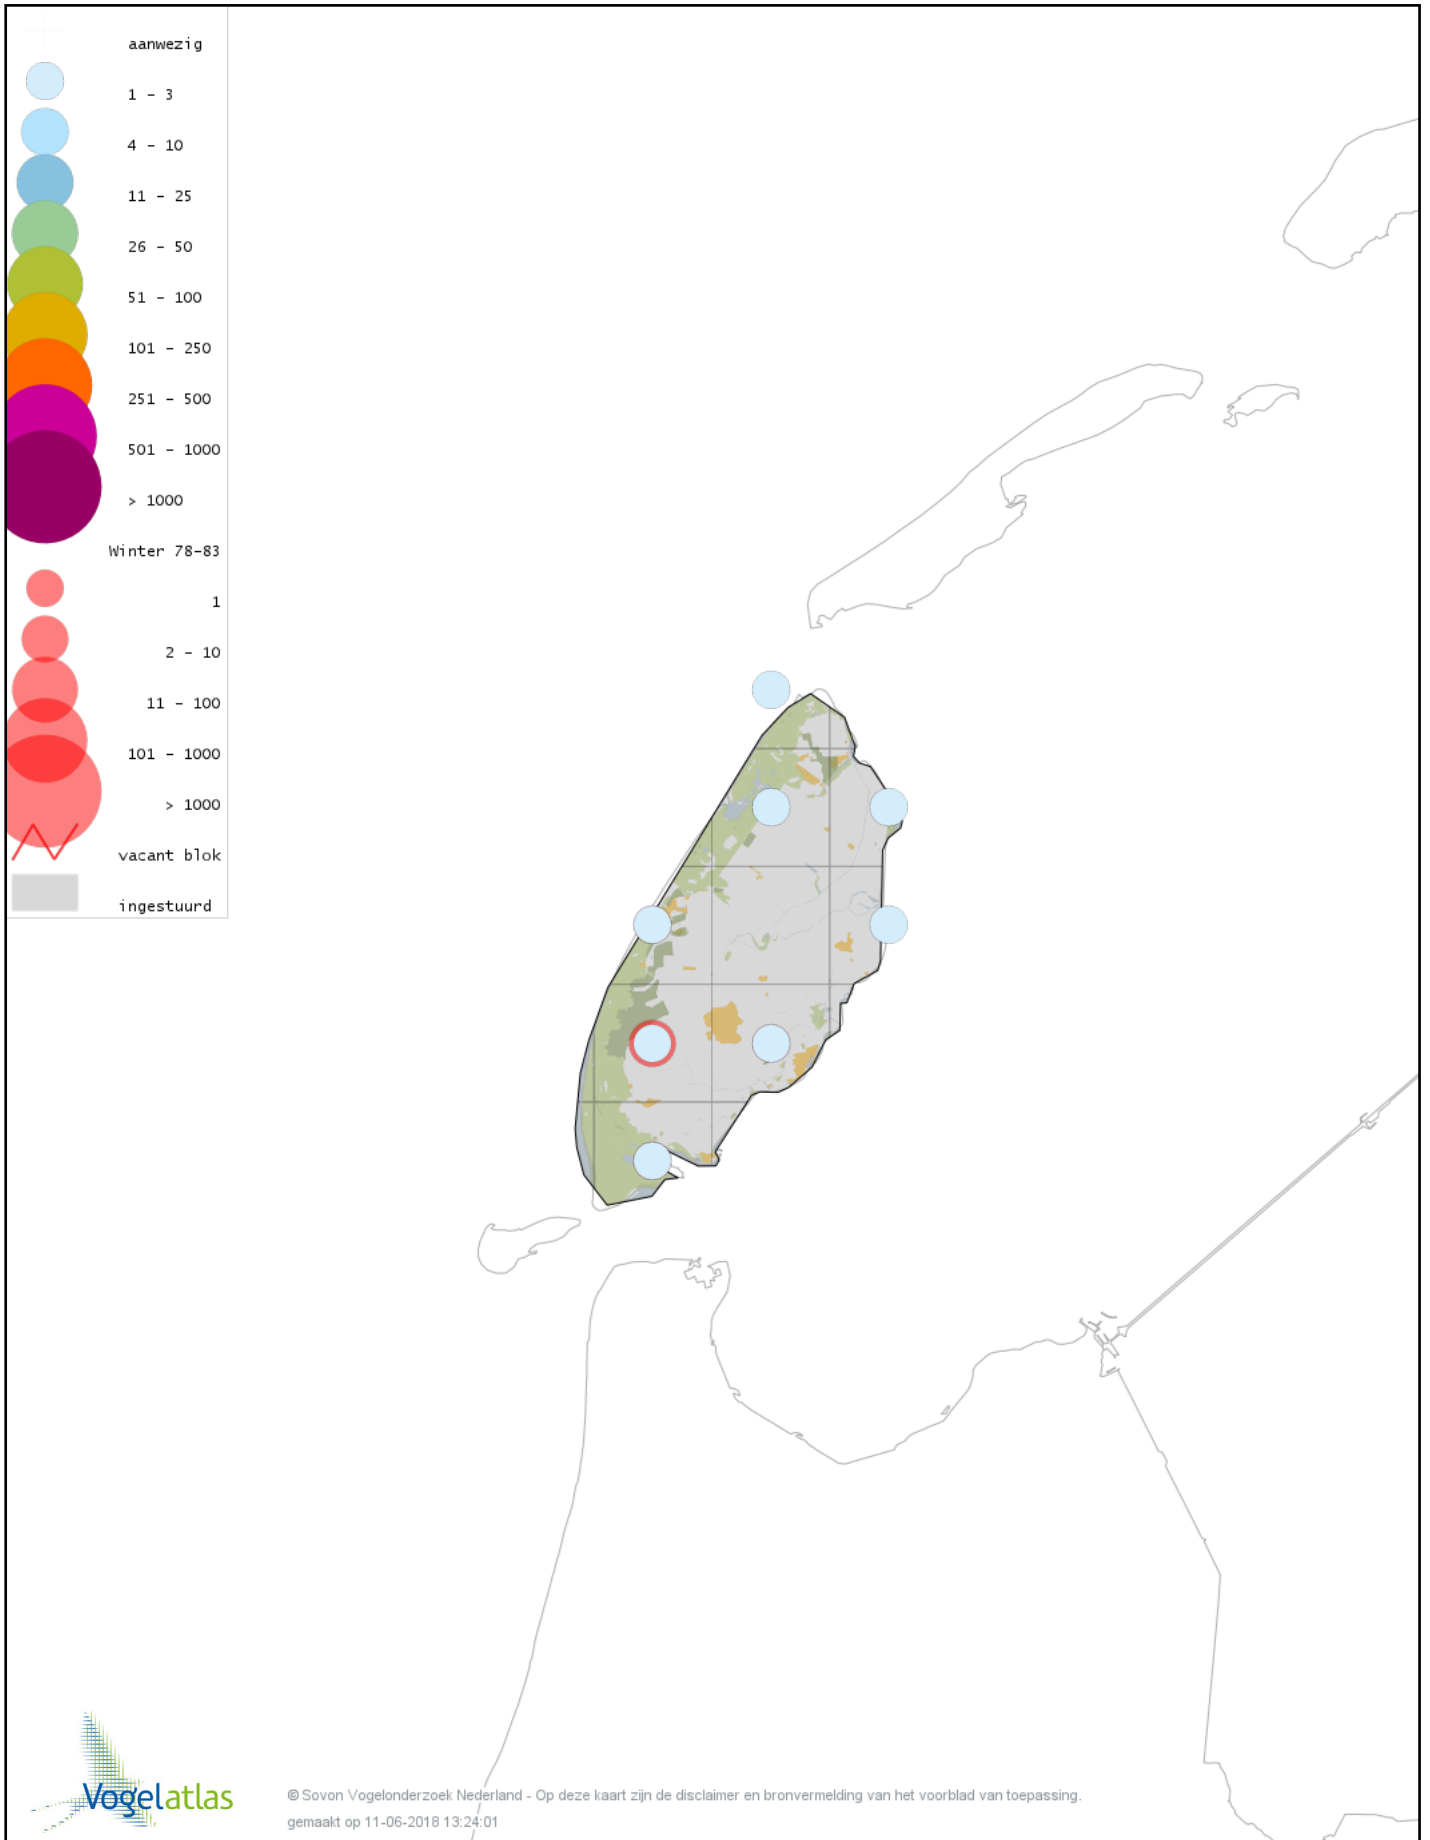 aanwezig
1 - 3
4 - 10
11 - 25
26 - 50
51 - 100
101 - 250
251 - 500
501 - 1000
> 1000
Winter 78-83
1
2 - 10
11 - 100
101 - 1000
> 1000
vacant blok
ingestuurd
Vogelatlas
© Sovon Vogelonderzoek Nederland - Op deze kaart zijn de disclaimer en bronvermelding van het voorblad van toepassing.
gemaakt op 11-06-2018 13:24:01